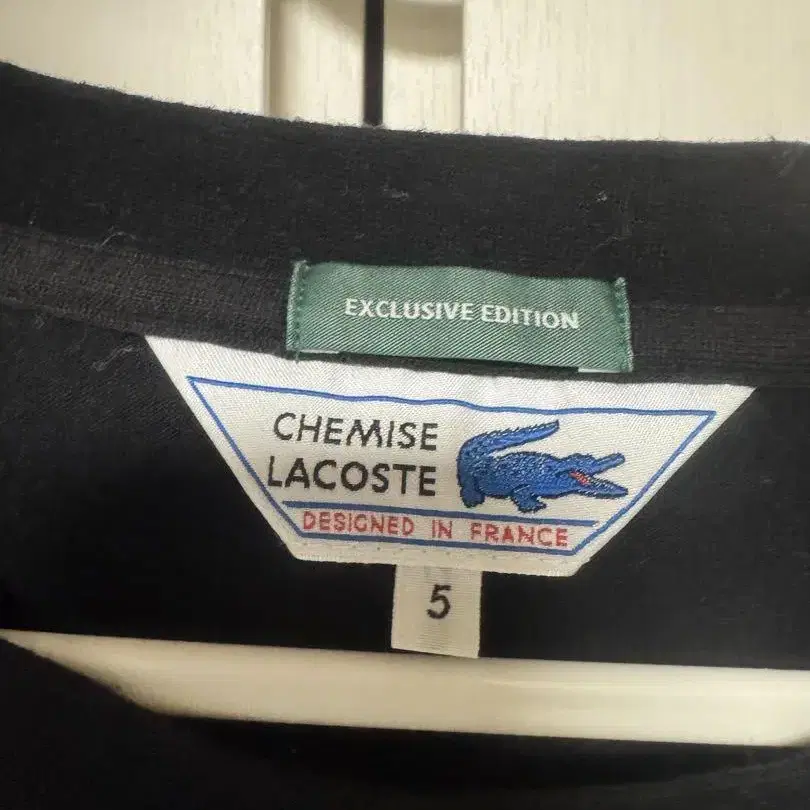 EXCLUSIVE EDITION
CHEMISE
LACOSTE
DESIGNED IN FRANCE
5